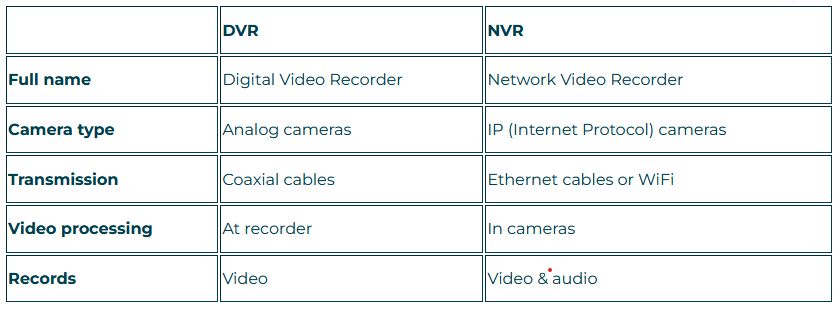 DVR NVR
Full name Digital Video Recorder Network Video Recorder
Camera type Analog cameras IP (Internet Protocol) cameras
Transmission Coaxial cables Ethernet cables or WiFi
Video processing At recorder In cameras
Records Video Video & audio